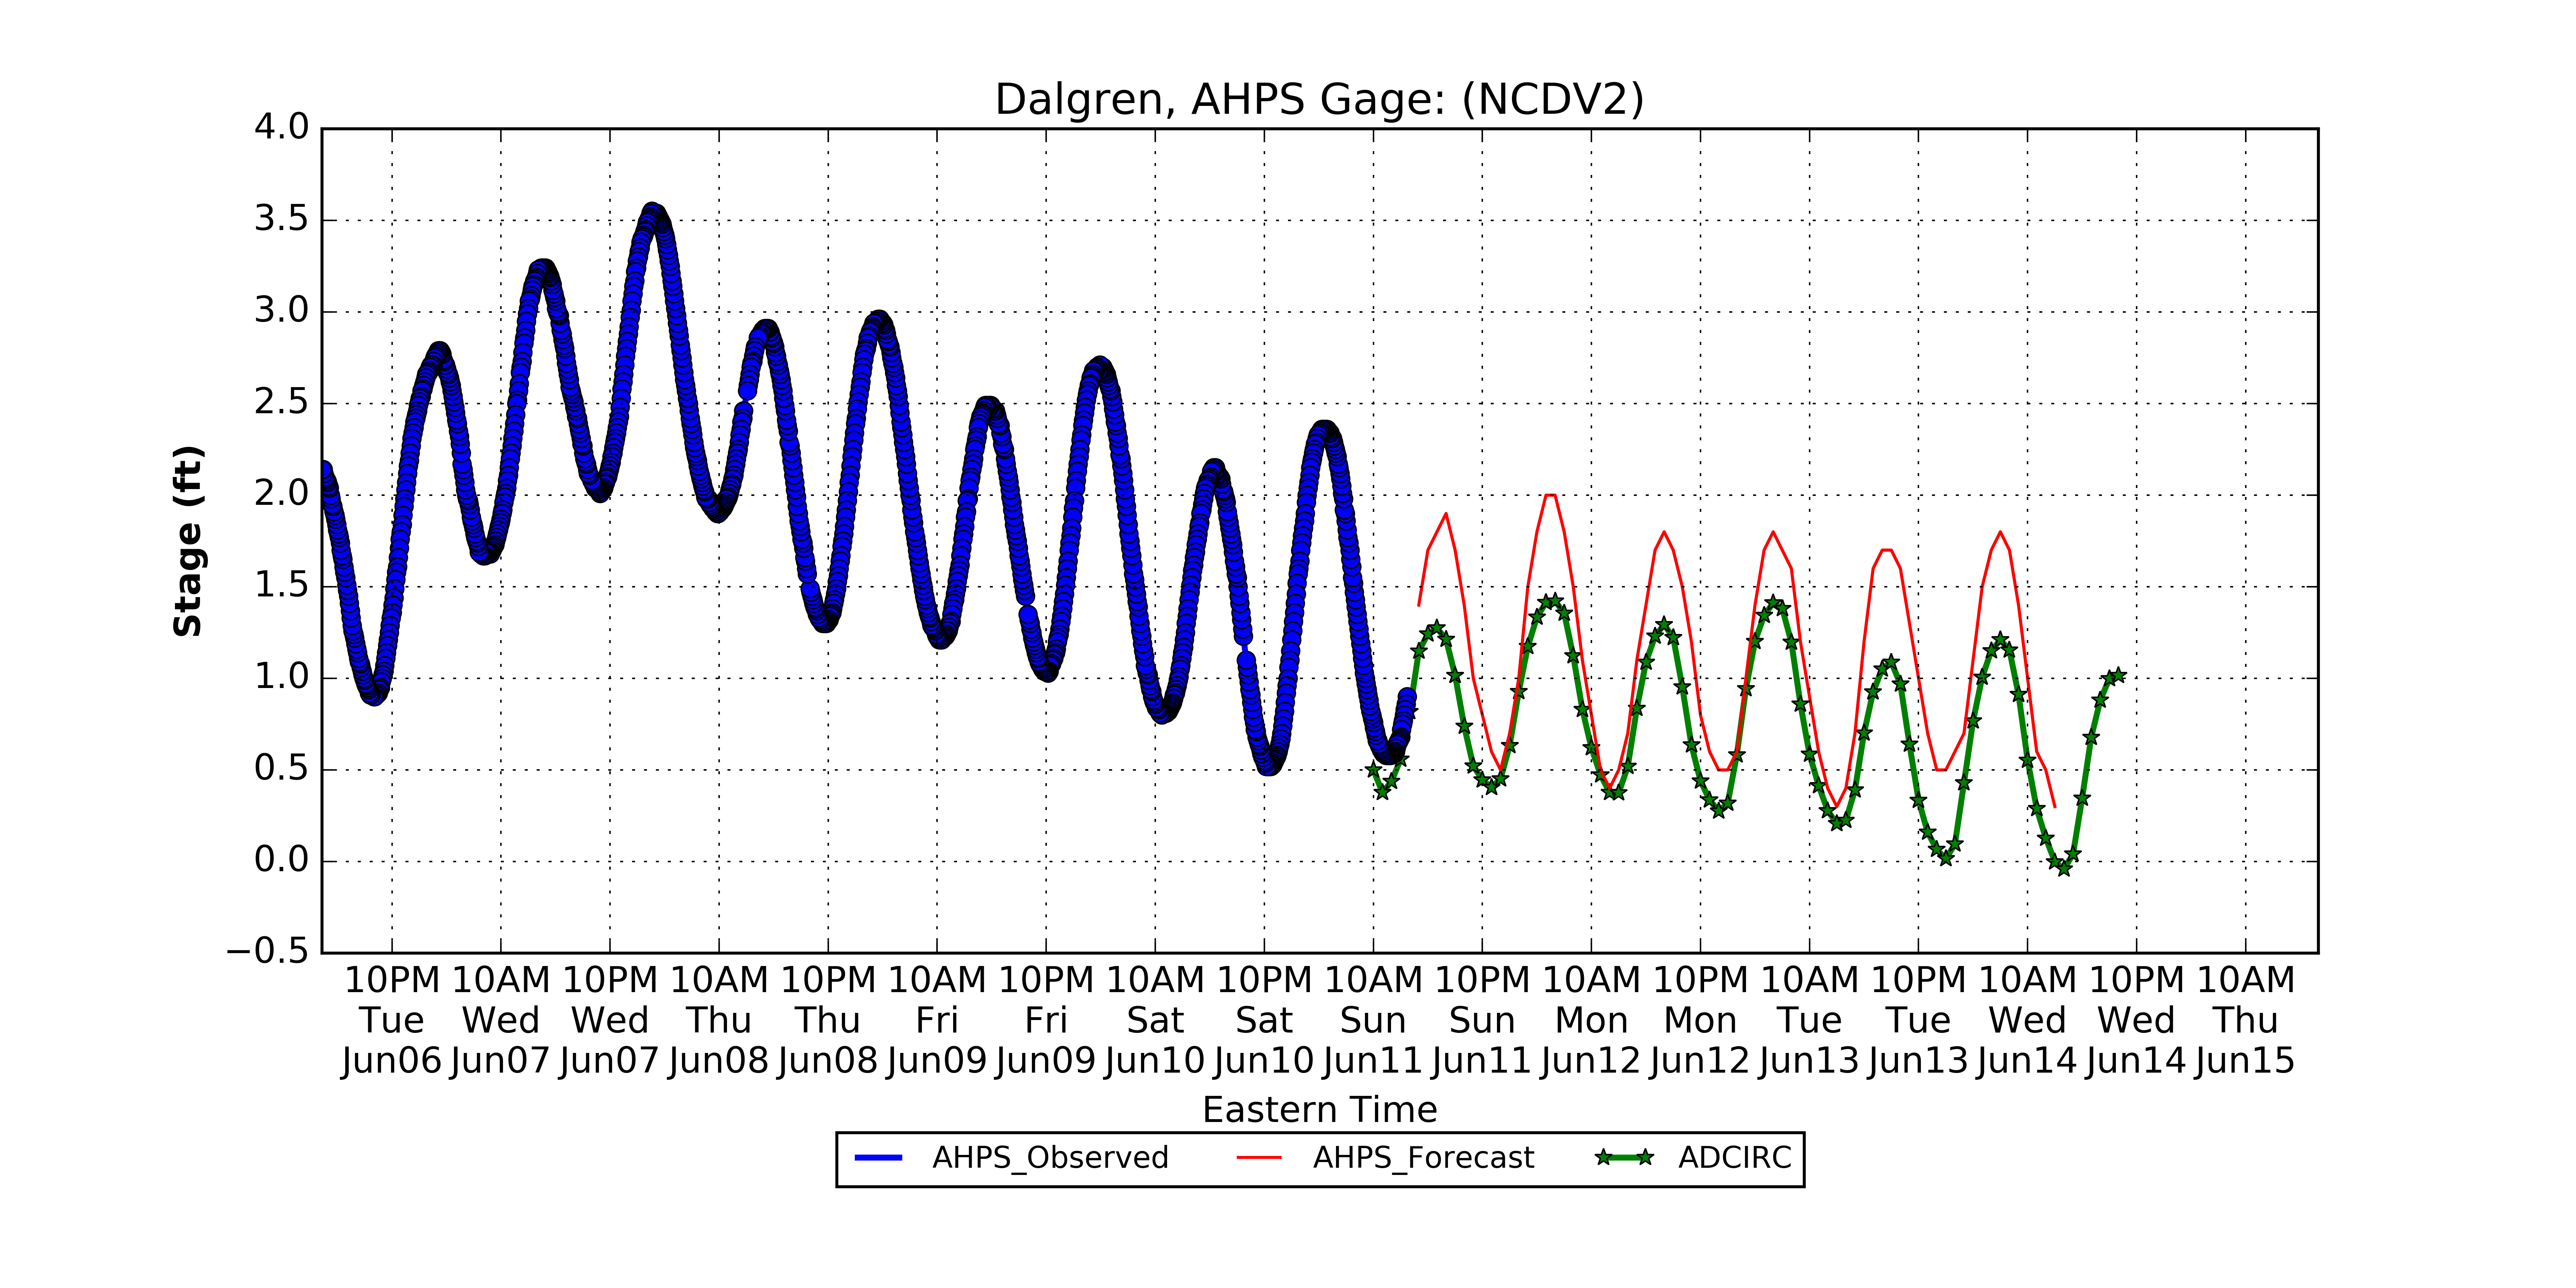 Dalgren, AHPS Gage: (NCDV2)
4.0
3.5
3.0
2.5
2.0
1.5
1.0
0.5
0.0
−0.5
Stage (ft)
10PM 10AM 10PM 10AM 10PM 10AM 10PM 10AM 10PM 10AM 10PM 10AM 10PM 10AM 10PM 10AM 10PM 10AM
Tue Wed Wed Thu Thu Fri Fri Sat Sat Sun Sun Mon Mon Tue Tue Wed Wed Thu
Jun06 Jun07 Jun07 Jun08 Jun08 Jun09 Jun09 Jun10 Jun10 Jun11 Jun11 Jun12 Jun12 Jun13 Jun13 Jun14 Jun14 Jun15
Eastern Time
AHPS_Observed AHPS_Forecast ADCIRC